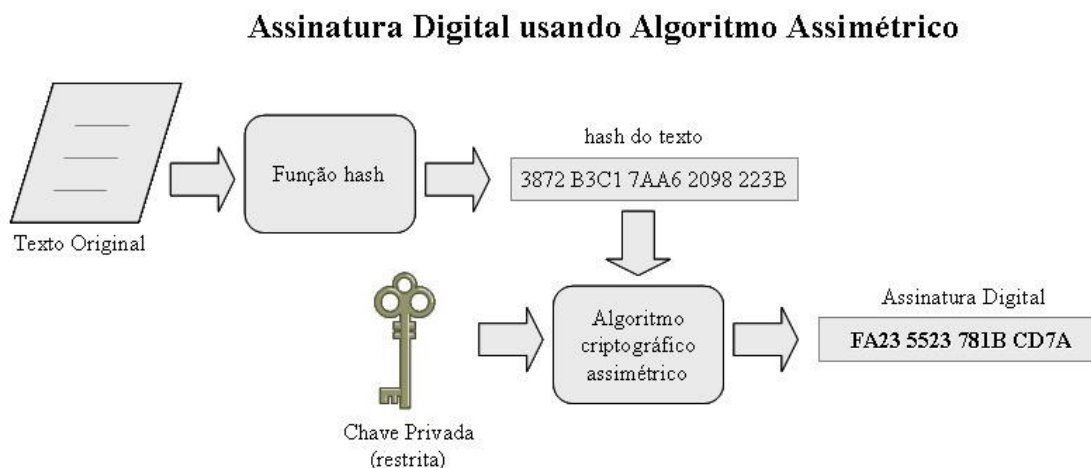 Assinatura Digital usando Algoritmo Assimétrico
hash do texto
Função hash
3872 B3C1 7AA6 2098 223B
Texto Original
Assinatura Digital
Algoritmo
criptográfico
assimétrico
FA23 5523 781B CD7A
Chave Privada
(restrita)